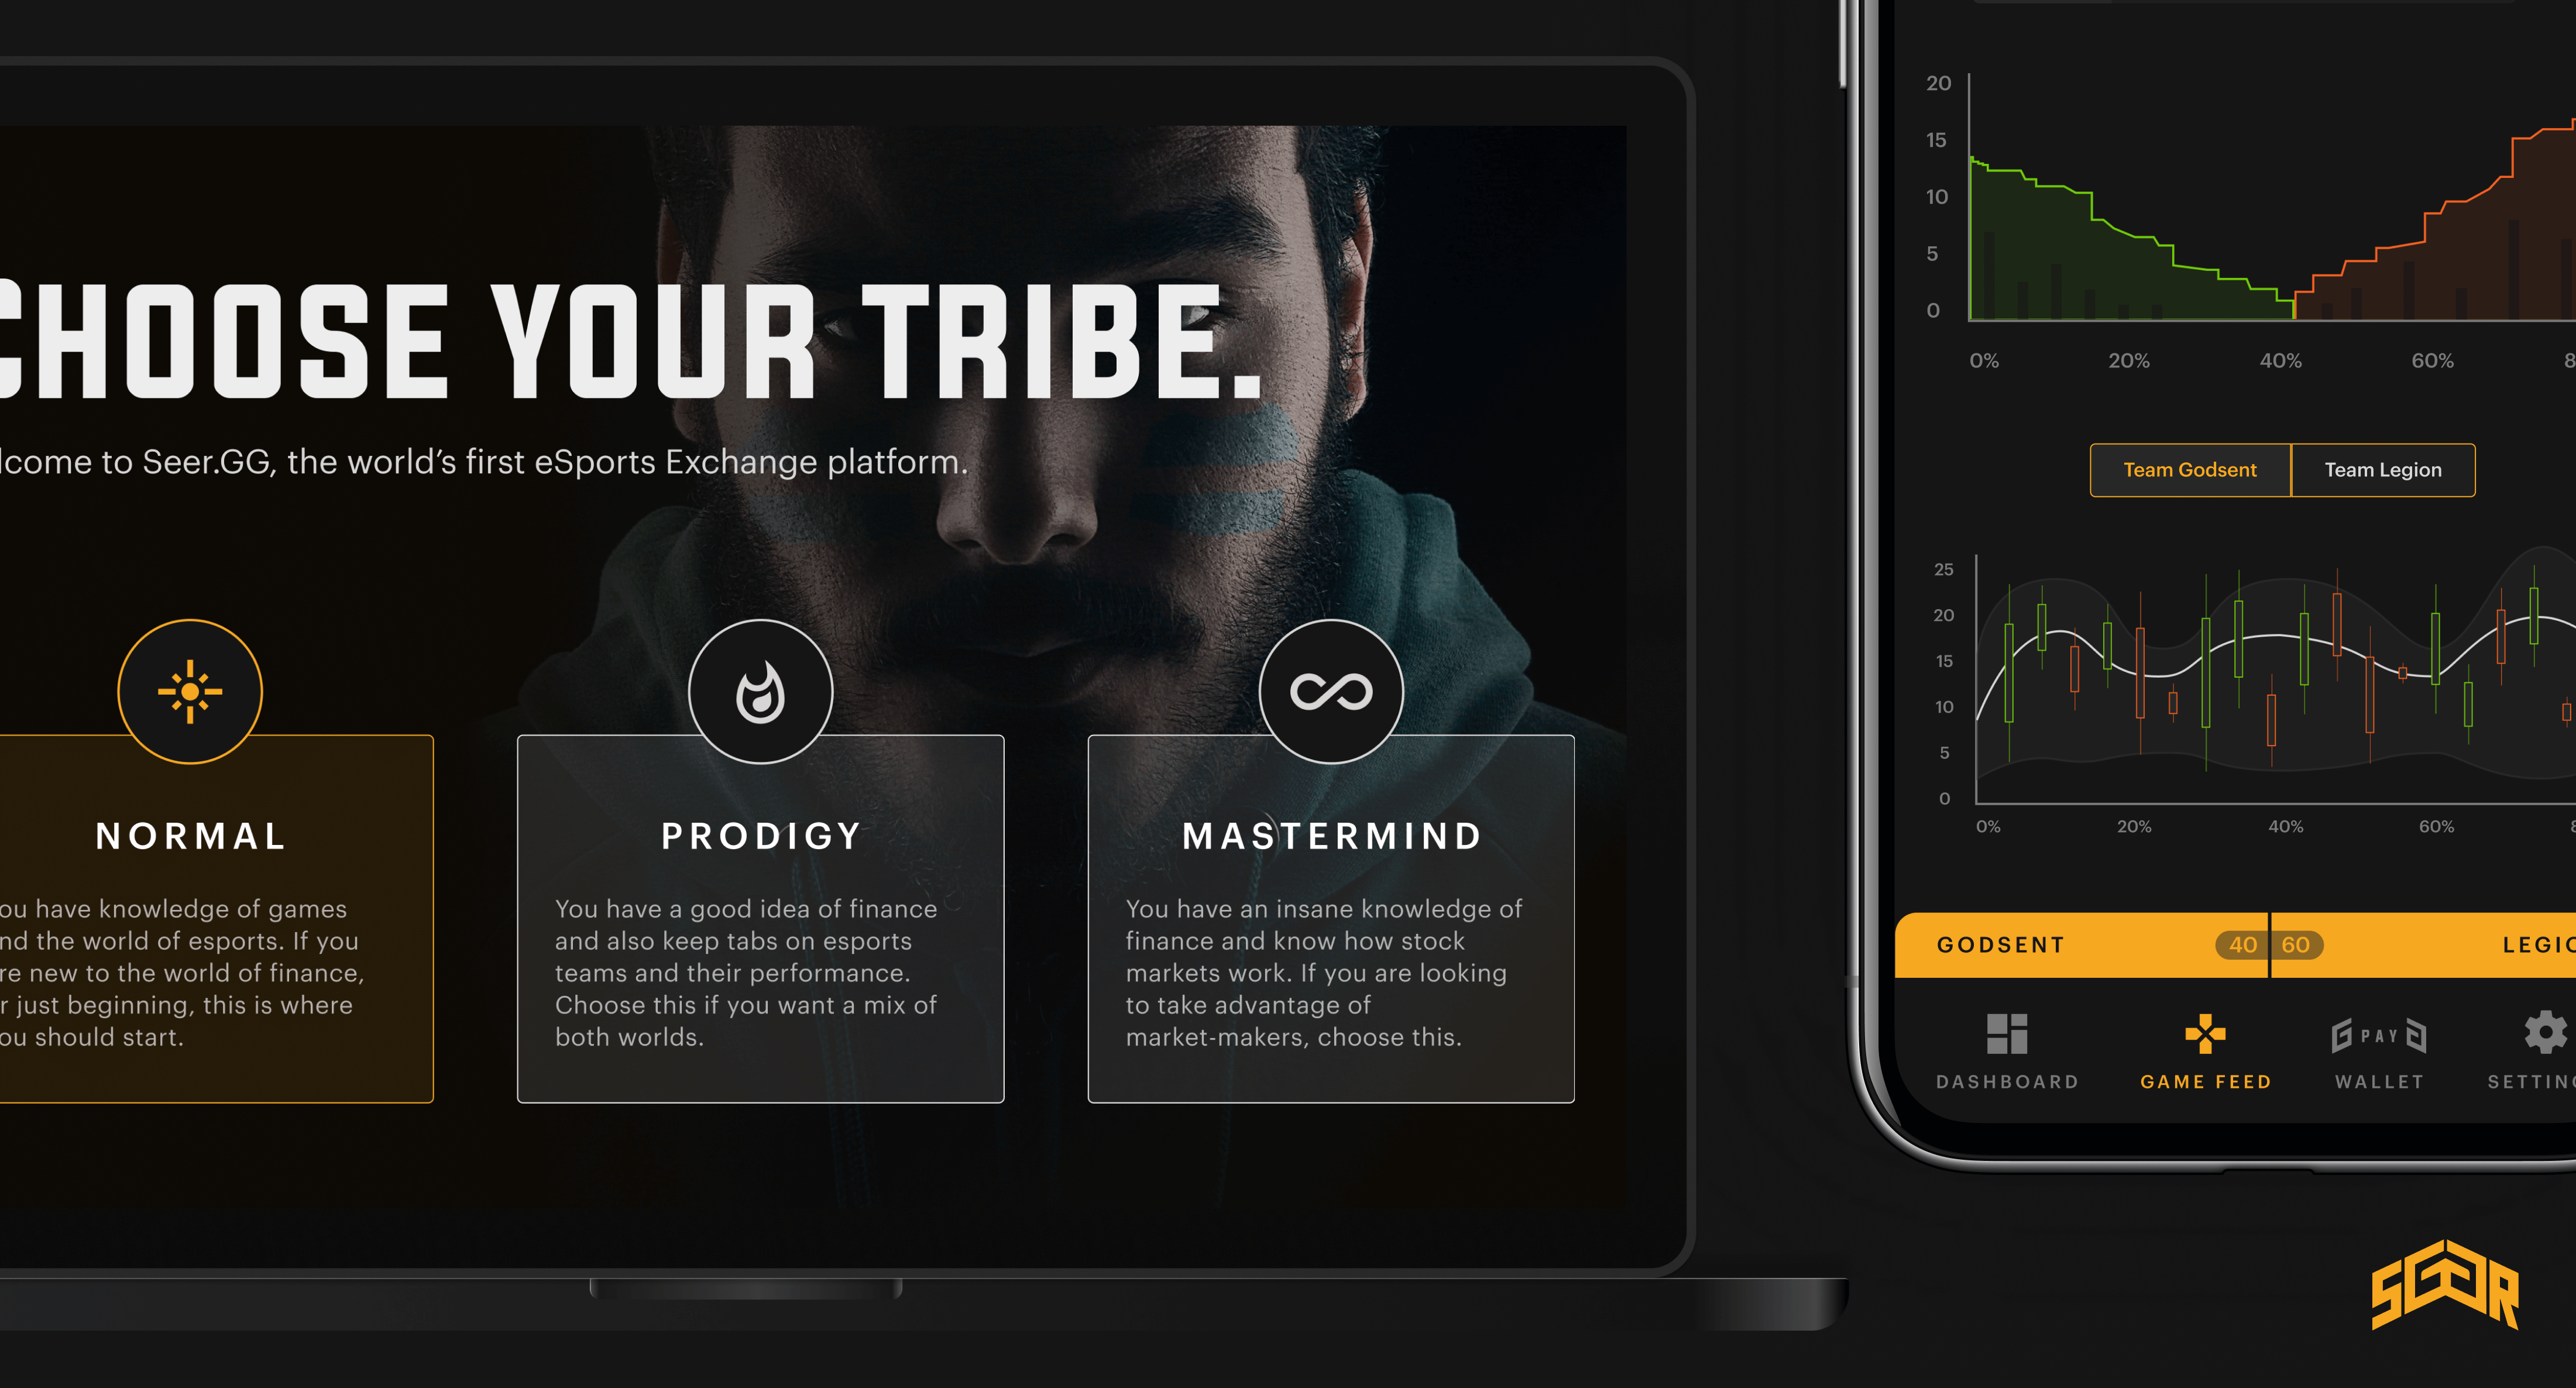 CHOOSE YOUR TRIBE.
lcome to Seer.GG, the world's first eSports Exchange platform.
NORMAL
ou have knowledge of games
nd the world of esports. If you
re new to the world of finance,
r just beginning, this is where
ou should start.
PRODIGY
You have a good idea of finance
and also keep tabs on esports
teams and their performance.
Choose this if you want a mix of
both worlds.
MASTERMIND
You have an insane knowledge of
finance and know how stock
markets work. If you are looking
to take advantage of
market-makers, choose this.
20
15
10
5
0
0% 20% 40% 60% 8
Team Godsent Team Legion
25
20
15
10
5
0
0% 20% 40% 60% 8
GODSENT 40 60 LEGIO
G PAY G
DASHBOARD GAME FEED WALLET SETTING
SEER